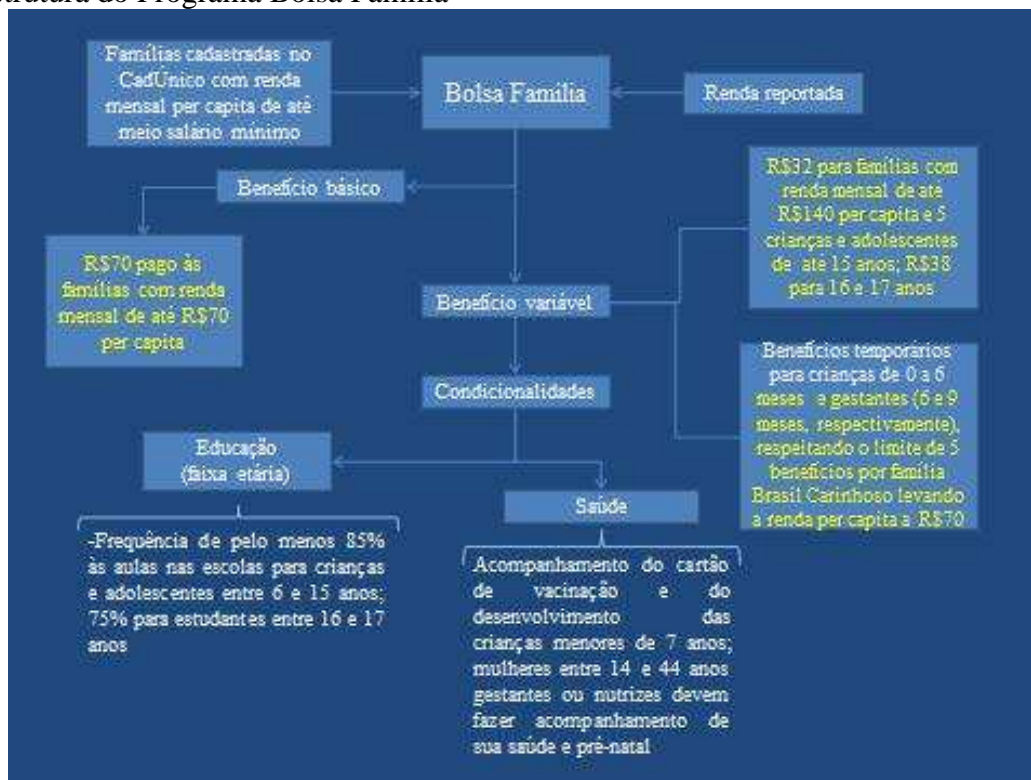 Estrutura do Programa Bolsa Família
Famílias cadastradas no
CadÚnico com renda
mensal per capita de até
meio salário mínimo
Bolsa Família
Renda reportada
Benefício básico
R$70 pago às
famílias com renda
mensal de até R$70
per capita
R$32 para famílias com
renda mensal de até
R$140 per capita e 5
crianças e adolescentes
de até 15 anos; R$38
para 16 e 17 anos
Benefício variável
Benefícios temporários
para crianças de 0 a 6
meses e gestantes (6 e 9
meses, respectivamente),
respeitando o limite de 5
benefícios por família
Brasil Carinhoso levando
a renda per capita a R$70
Condicionalidades
Educação
(faixa etária)
Saúde
-Frequência de pelo menos 85%
às aulas nas escolas para crianças
e adolescentes entre 6 e 15 anos;
75% para estudantes entre 16 e 17
anos
Acompanhamento do cartão
de vacinação e do
desenvolvimento das
crianças menores de 7 anos;
mulheres entre 14 e 44 anos
gestantes ou nutrizes devem
fazer acompanhamento de
sua saúde e pré-natal